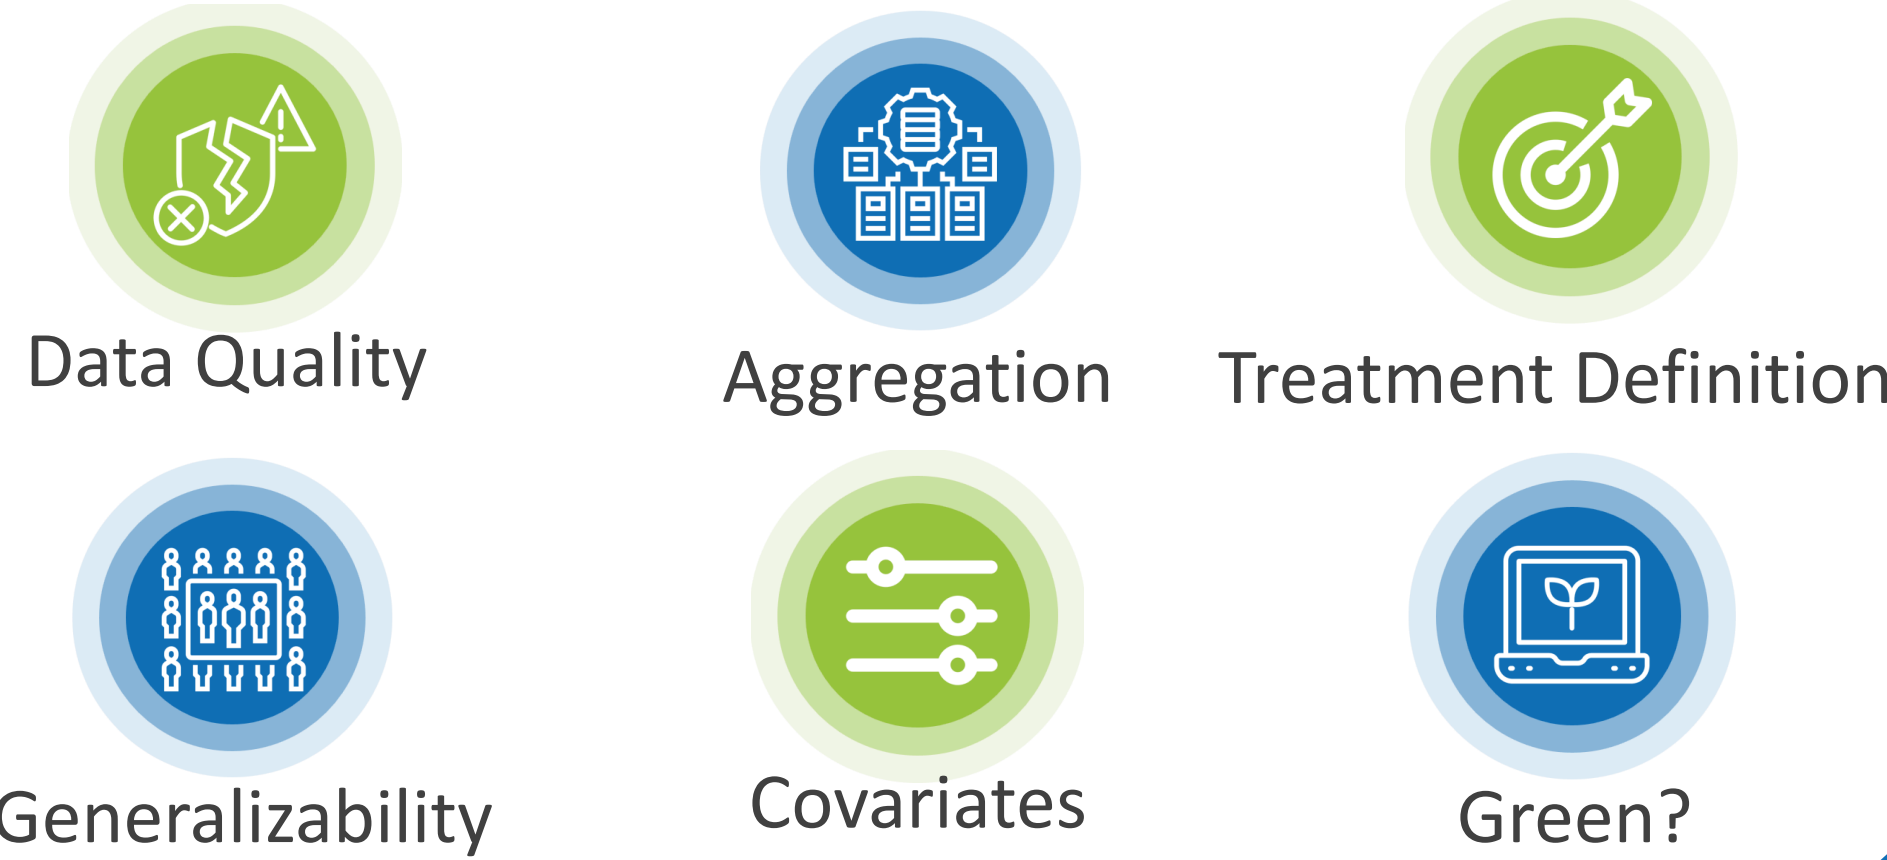 Data Quality
Aggregation
Treatment Definition
Generalizability
Covariates
Green?